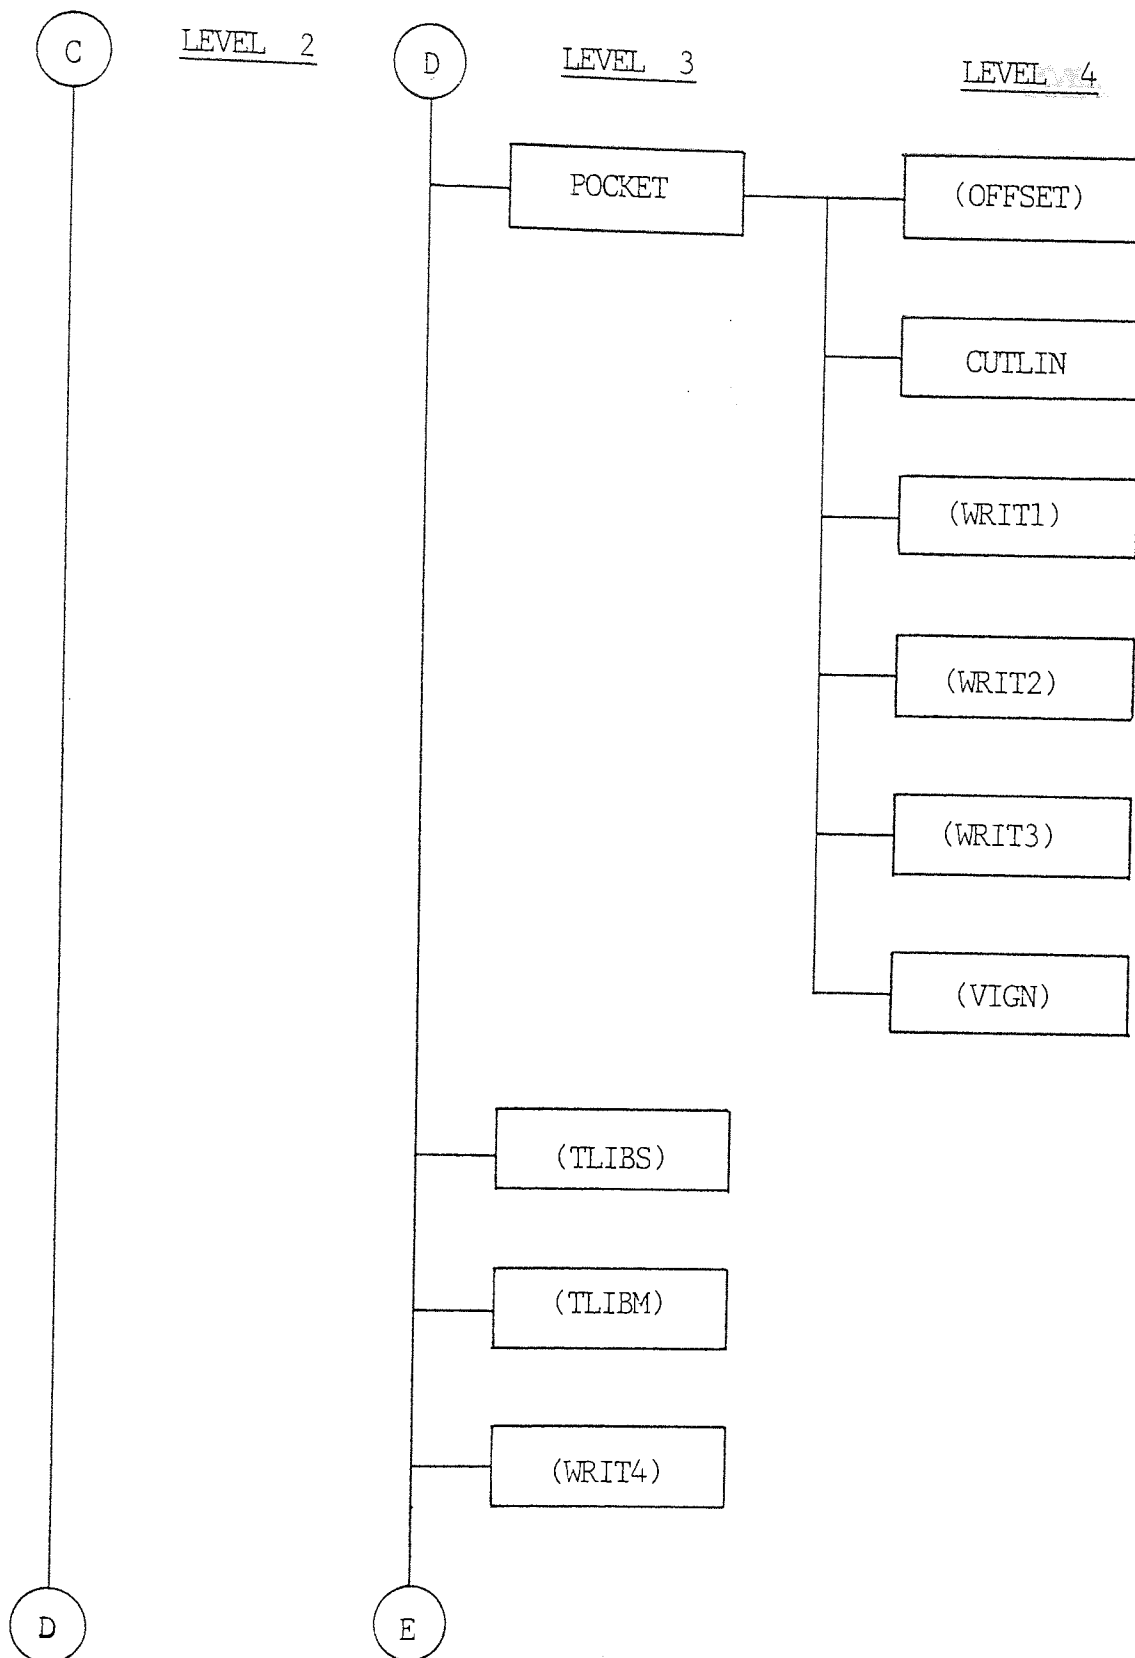 C
LEVEL 2
D
LEVEL 3
LEVEL 4
POCKET
(OFFSET)
CUTLIN
(WRIT1)
(WRIT2)
(WRIT3)
(VIGN)
(TLIBS)
(TLIBM)
(WRIT4)
D
E